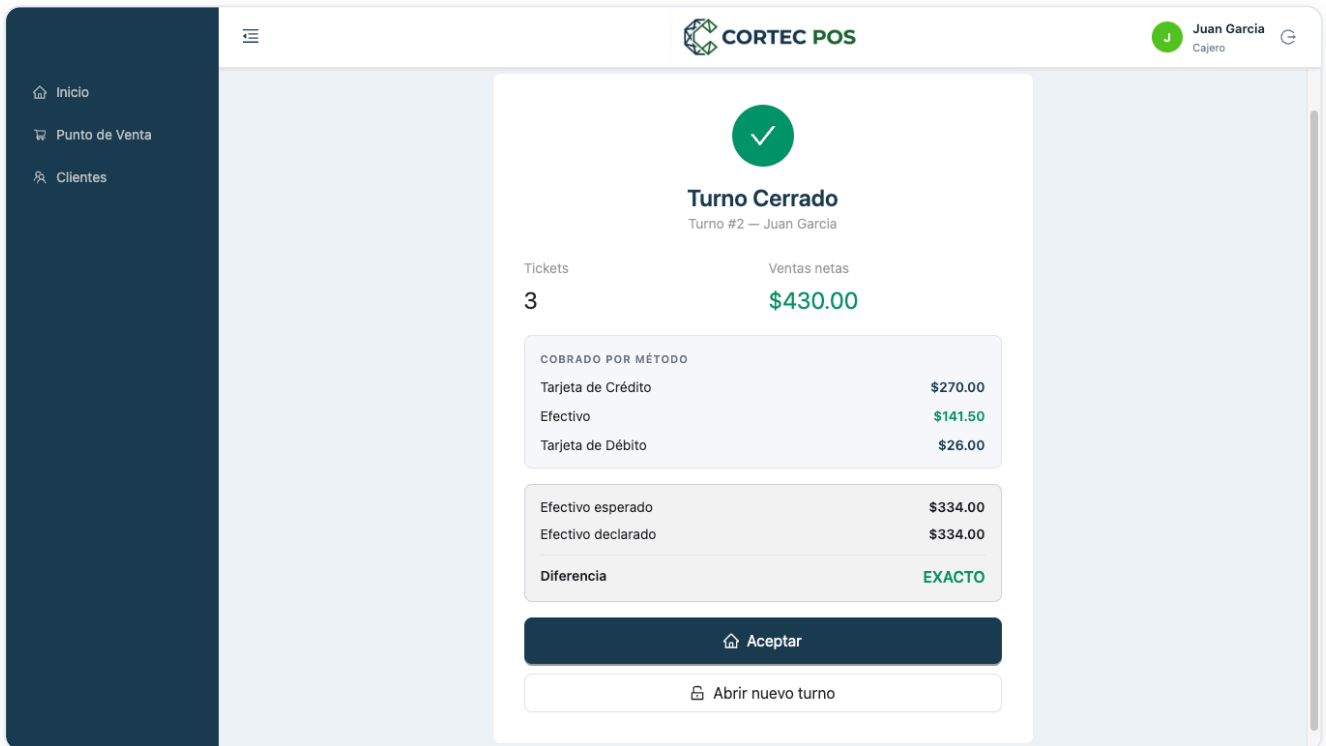 CORTEC POS
J
Juan Garcia
Cajero
Inicio
Punto de Venta
Clientes
Turno Cerrado
Turno #2 — Juan Garcia
Tickets
Ventas netas
3
$430.00
COBRADO POR MÉTODO
Tarjeta de Crédito $270.00
Efectivo $141.50
Tarjeta de Débito $26.00
Efectivo esperado $334.00
Efectivo declarado $334.00
Diferencia EXACTO
Aceptar
Abrir nuevo turno